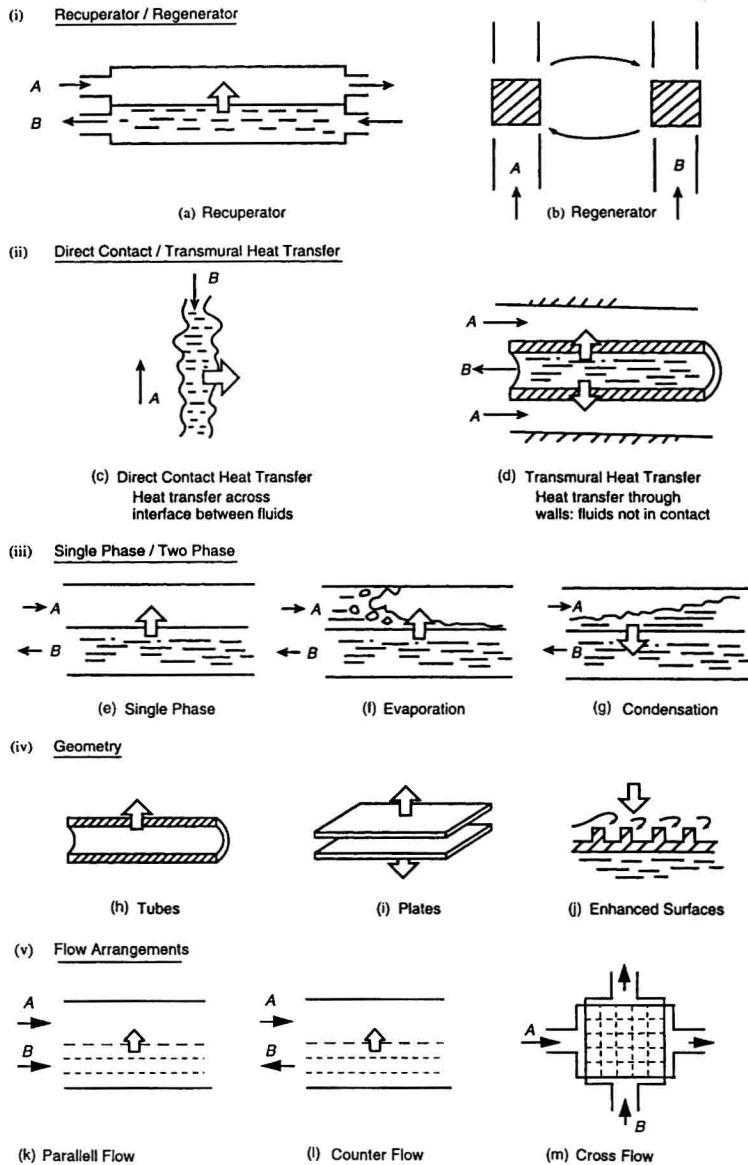 (i) Recuperator / Regenerator
A
B
A
B
(a) Recuperator
(b) Regenerator
(ii) Direct Contact / Transmural Heat Transfer
B
A
A
B
A
(c) Direct Contact Heat Transfer
Heat transfer across
interface between fluids
(d) Transmural Heat Transfer
Heat transfer through
walls: fluids not in contact
(iii) Single Phase / Two Phase
A
B
A
B
A
B
(e) Single Phase
(f) Evaporation
(g) Condensation
(iv) Geometry
(h) Tubes
(i) Plates
(j) Enhanced Surfaces
(v) Flow Arrangements
A
B
A
B
A
B
(k) Parallell Flow
(l) Counter Flow
(m) Cross Flow